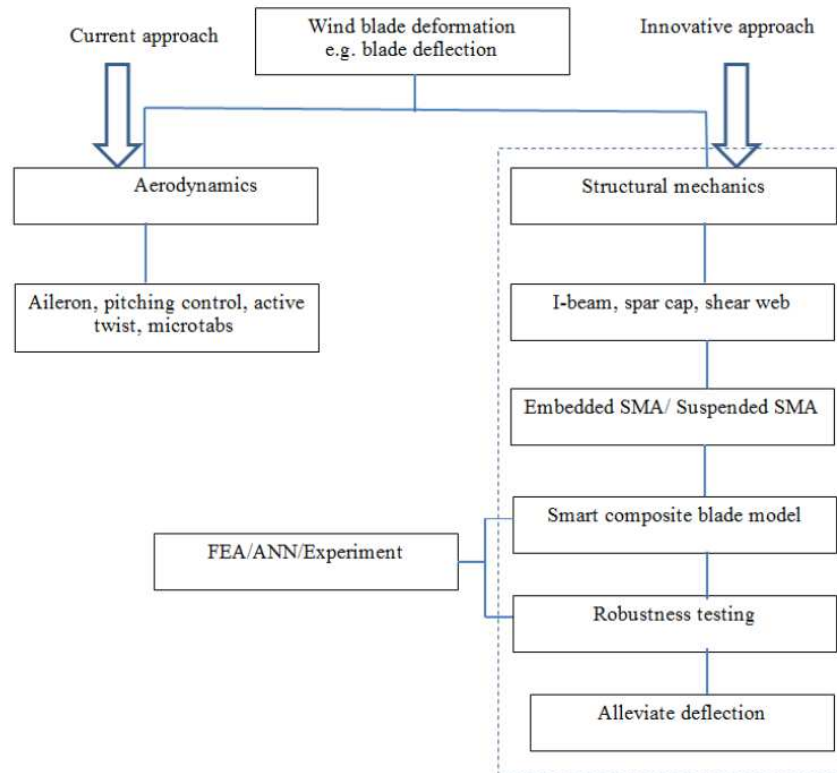 Current approach
Wind blade deformation
e.g. blade deflection
Innovative approach
Aerodynamics
Structural mechanics
Aileron, pitching control, active
twist, microtabs
I-beam, spar cap, shear web
Embedded SMA/ Suspended SMA
Smart composite blade model
FEA/ANN/Experiment
Robustness testing
Alleviate deflection